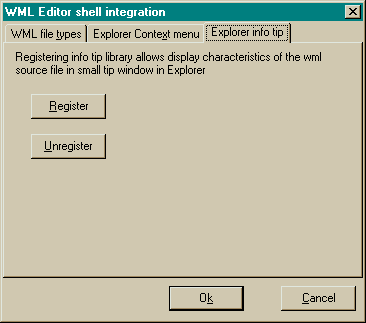 WML Editor shell integration
WML file types Explorer Context menu Explorer info tip
Registering info tip library allows display characteristics of the wml
source file in small tip window in Explorer
Register
Unregister
Ok Cancel